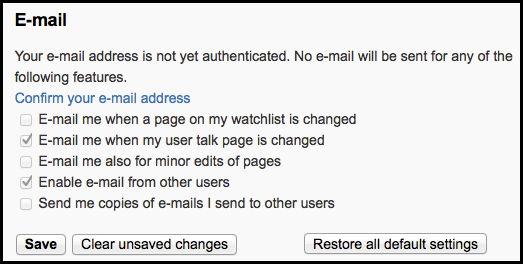 E-mail
Your e-mail address is not yet authenticated. No e-mail will be sent for any of the
following features.
Confirm your e-mail address
E-mail me when a page on my watchlist is changed
E-mail me when my user talk page is changed
E-mail me also for minor edits of pages
Enable e-mail from other users
Send me copies of e-mails I send to other users
Save Clear unsaved changes Restore all default settings